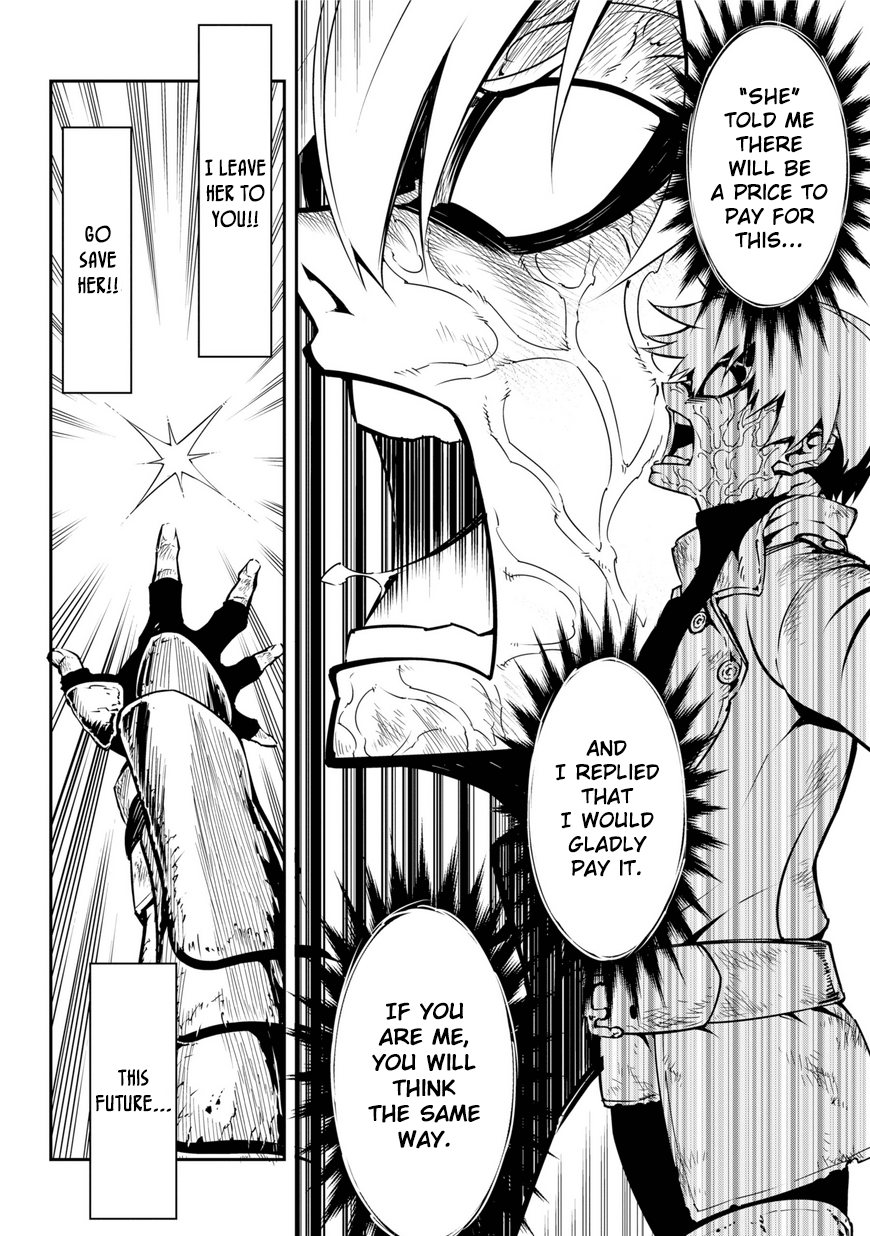 "SHE"
TOLD ME
THERE
WILL BE
A PRICE TO
PAY FOR
THIS...
AND
I REPLIED
THAT
I WOULD
GLADLY
PAY IT.
IF YOU
ARE ME,
YOU WILL
THINK
THE SAME
WAY.
I LEAVE
HER TO
YOU!!
GO
SAVE
HER!!
THIS
FUTURE...